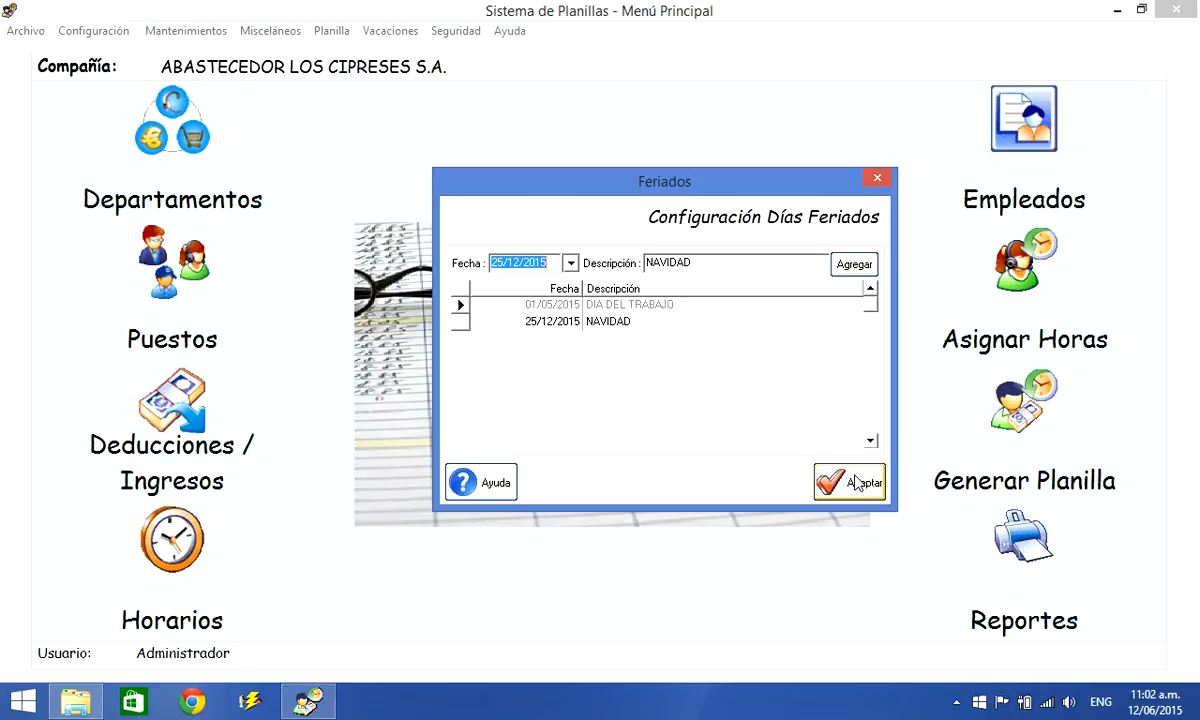 Sistema de Planillas - Menú Principal
Archivo Configuración Mantenimientos Misceláneos Planilla Vacaciones Seguridad Ayuda
Compañía: ABASTECEDOR LOS CIPRESES S.A.
Departamentos
Puestos
Deducciones /
Ingresos
Horarios
Feriados
Configuración Días Feriados
Fecha : 25/12/2015 Descripción : NAVIDAD Agregar
Fecha Descripción
01/05/2015 DIA DEL TRABAJO
25/12/2015 NAVIDAD
Ayuda Aceptar
Empleados
Asignar Horas
Generar Planilla
Reportes
Usuario: Administrador
ENG
11:02 a.m.
12/06/2015